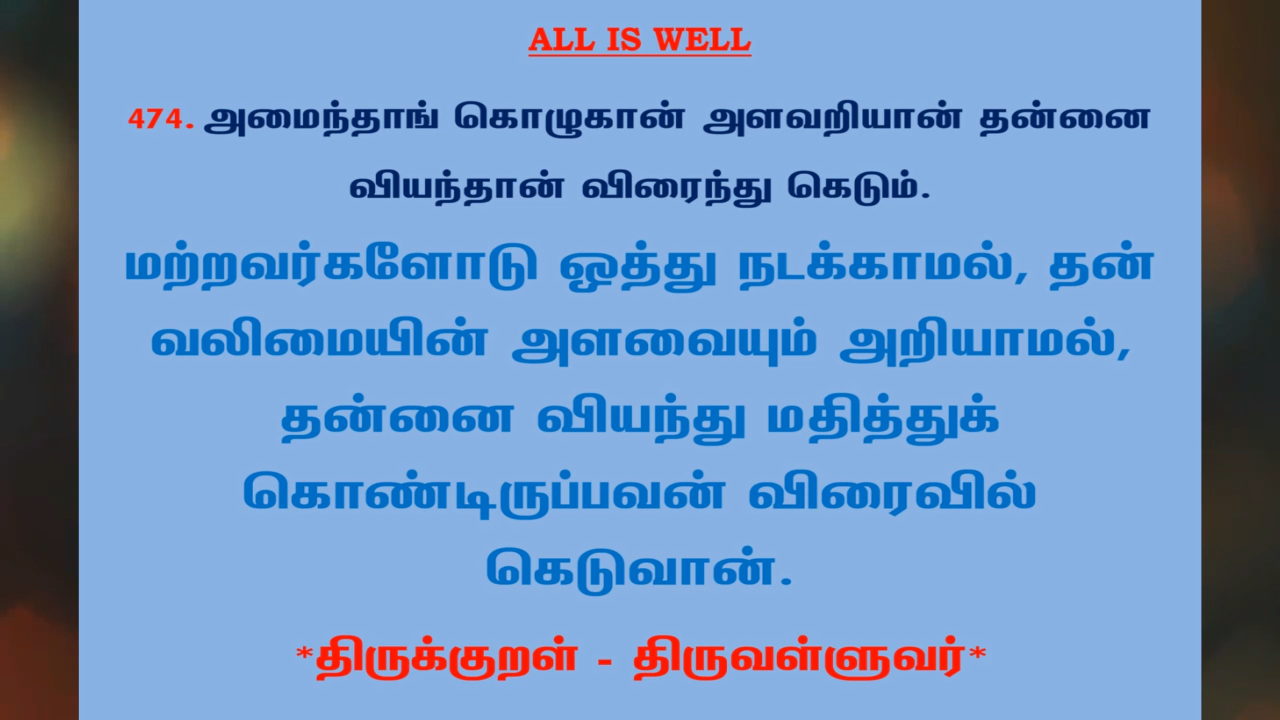 ALL IS WELL
474. அமைந்தாங் கொழுகான் அளவறியான் தன்னை
வியந்தான் விரைந்து கெடும்.
மற்றவர்களோடு ஒத்து நடக்காமல், தன்
வலிமையின் அளவையும் அறியாமல்,
தன்னை வியந்து மதித்துக்
கொண்டிருப்பவன் விரைவில்
கெடுவான்.
*திருக்குறள் - திருவள்ளுவர்*